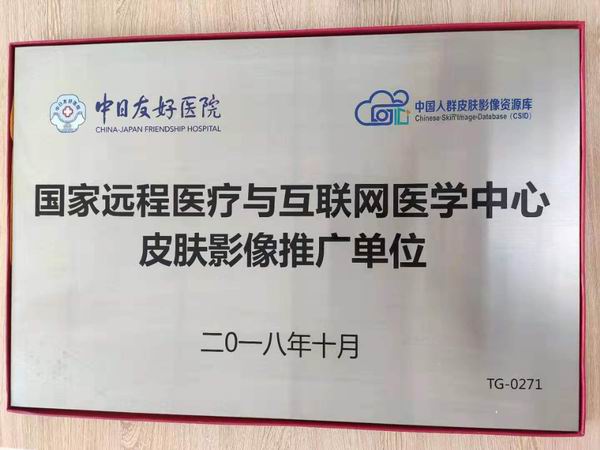 中日友好医院
CHINA-JAPAN FRIENDSHIP HOSPITAL
中国人群皮肤影像资源库
Chinese Skin Image Database (CSID)
国家远程医疗与互联网医学中心
皮肤影像推广单位
二0一八年十月
TG-0271